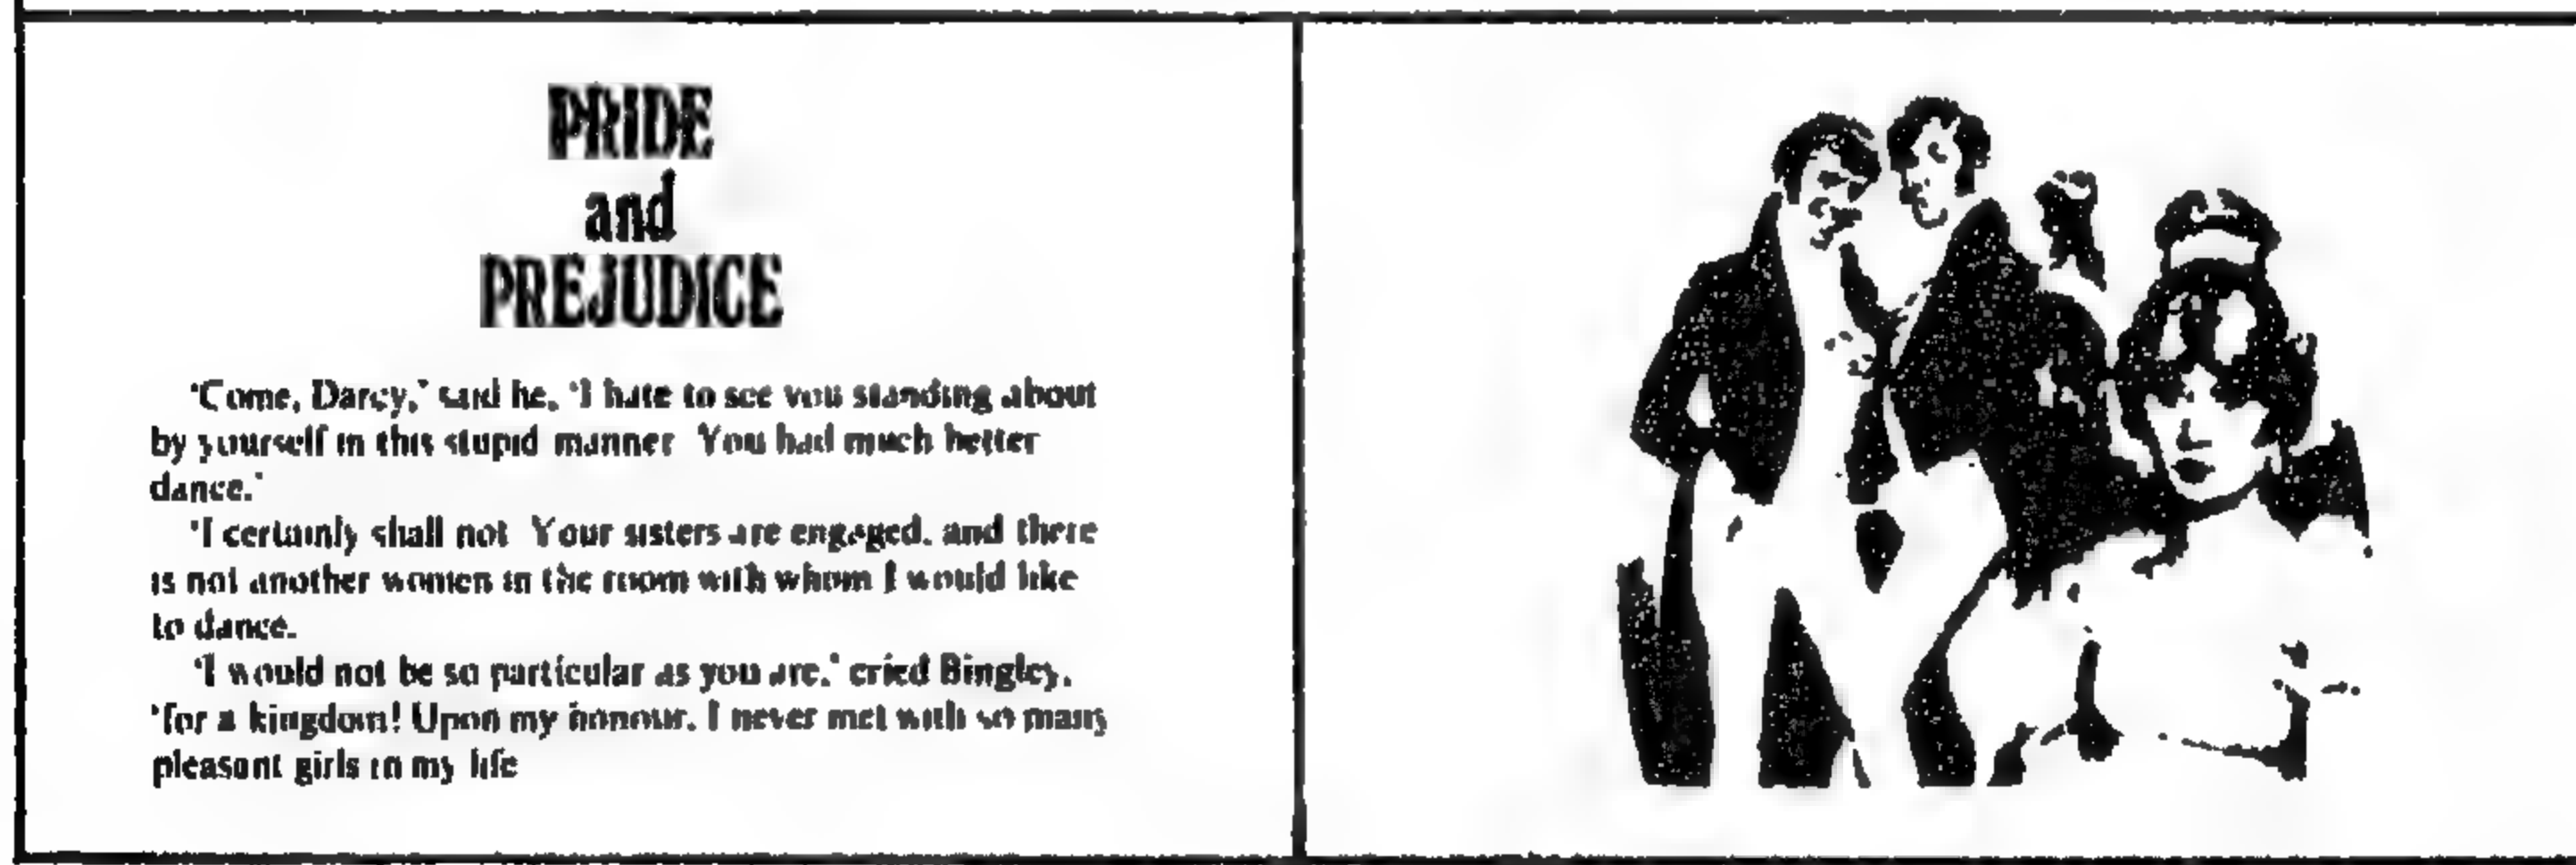 PRIDE
and
PREJUDICE
'Come, Darcy,' said he, 'I hate to see you standing about
by yourself in this stupid manner You had much better
dance.'
'I certainly shall not Your sisters are engaged, and there
is not another women in the room with whom I would like
to dance.
'I would not be so particular as you are,' cried Bingley,
'for a kingdom! Upon my honour, I never met with so many
pleasant girls in my life